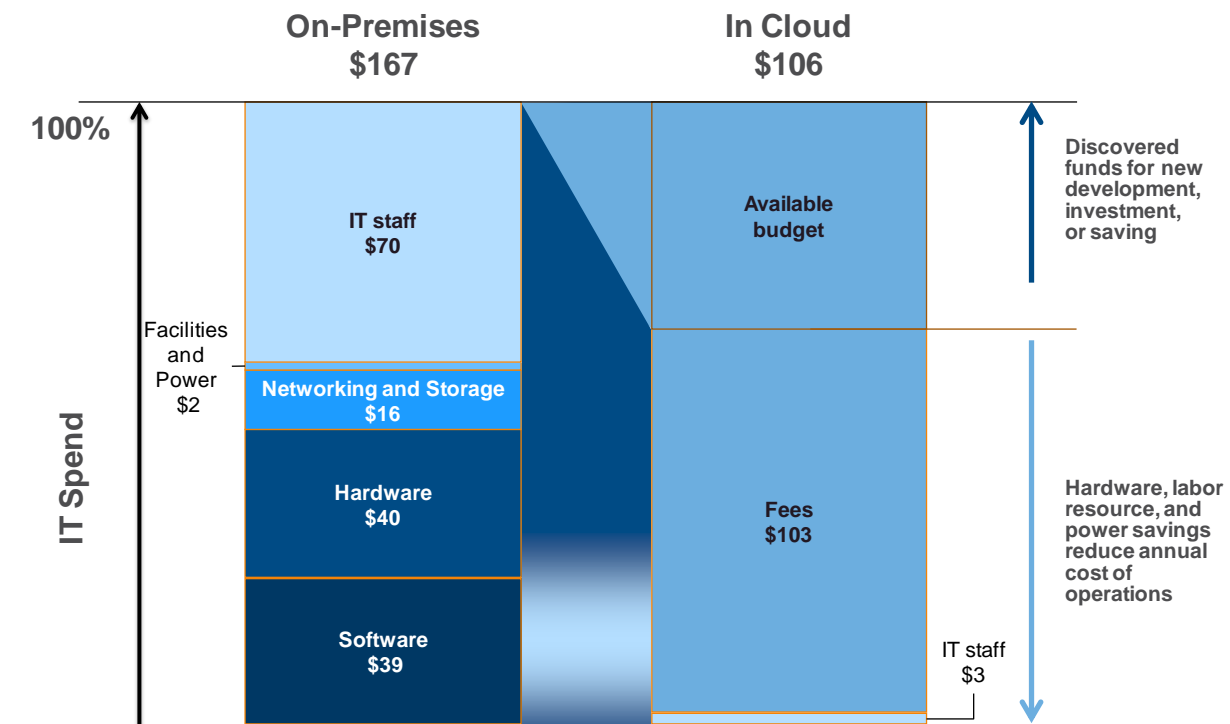 On-Premises
$167
In Cloud
$106
100%
IT Spend
IT staff
$70
Facilities
and
Power
$2
Networking and Storage
$16
Hardware
$40
Software
$39
Available
budget
Fees
$103
IT staff
$3
Discovered
funds for new
development,
investment,
or saving
Hardware, labor
resource, and
power savings
reduce annual
cost of
operations